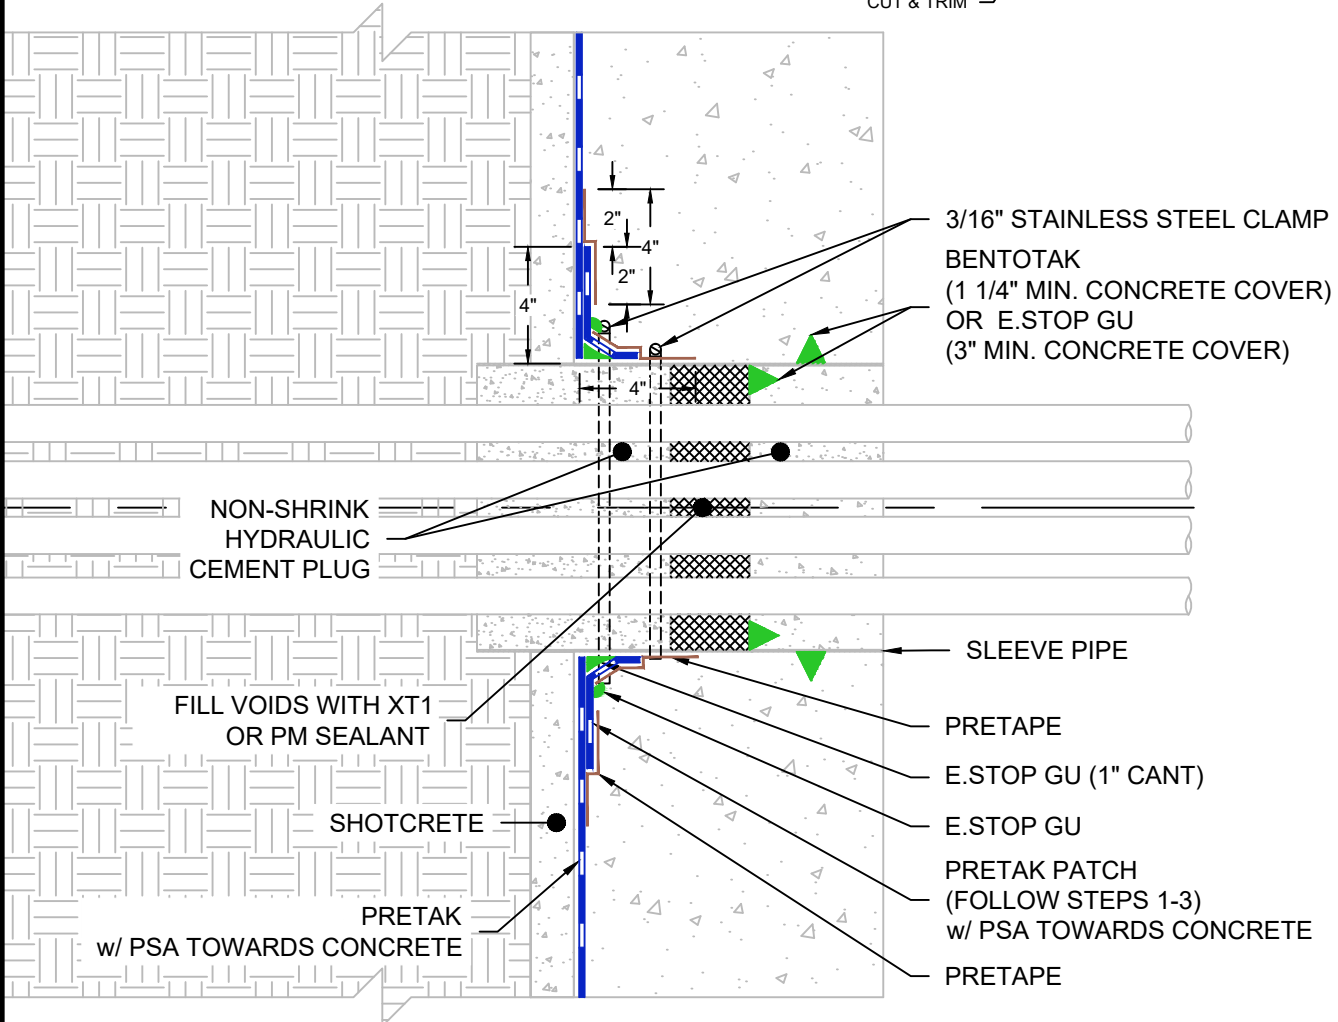 CUT & TRIM
3/16" STAINLESS STEEL CLAMP
BENTOTAK
(1 1/4" MIN. CONCRETE COVER)
OR E.STOP GU
(3" MIN. CONCRETE COVER)
2"
4"
2"
4"
4"
NON-SHRINK
HYDRAULIC
CEMENT PLUG
SLEEVE PIPE
FILL VOIDS WITH XT1
OR PM SEALANT
PRETAPE
E.STOP GU (1" CANT)
SHOTCRETE
E.STOP GU
PRETAK PATCH
(FOLLOW STEPS 1-3)
w/ PSA TOWARDS CONCRETE
PRETAK
w/ PSA TOWARDS CONCRETE
PRETAPE